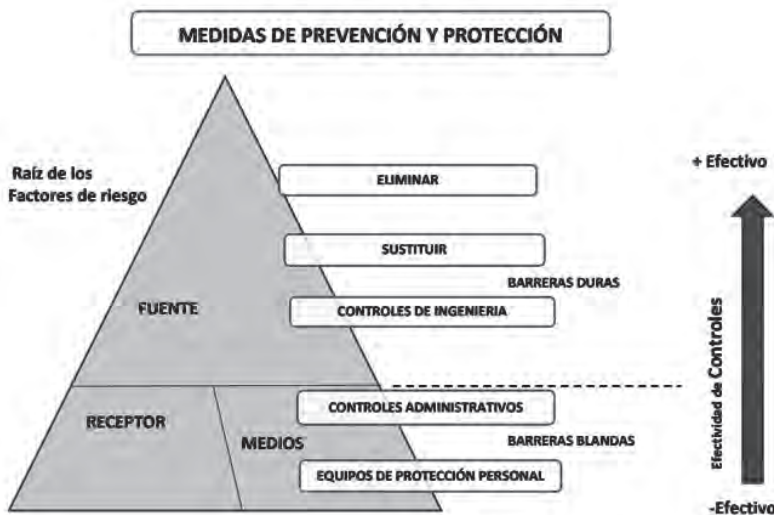 MEDIDAS DE PREVENCIÓN Y PROTECCIÓN
Raíz de los
Factores de riesgo
+ Efectivo
ELIMINAR
SUSTITUIR
BARRERAS DURAS
FUENTE
CONTROLES DE INGENIERIA
Efectividad de Controles
RECEPTOR
CONTROLES ADMINISTRATIVOS
MEDIOS
BARRERAS BLANDAS
EQUIPOS DE PROTECCIÓN PERSONAL
-Efectivo